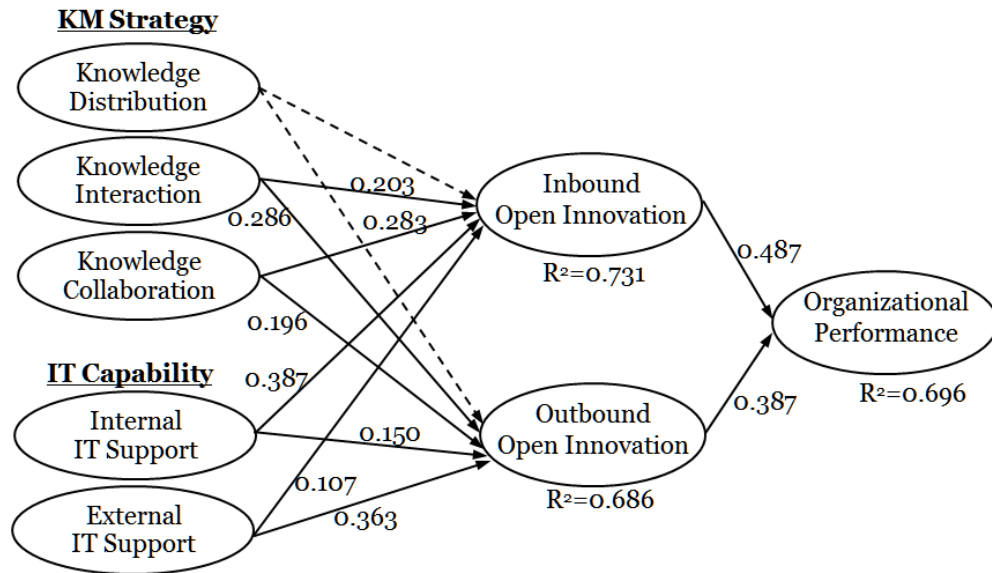 KM Strategy
Knowledge
Distribution
Knowledge
Interaction
Knowledge
Collaboration
IT Capability
Internal
IT Support
External
IT Support
0.203
0.286
0.283
0.196
0.387
0.150
0.107
0.363
Inbound
Open Innovation
R²=0.731
Outbound
Open Innovation
R²=0.686
0.487
0.387
Organizational
Performance
R²=0.696